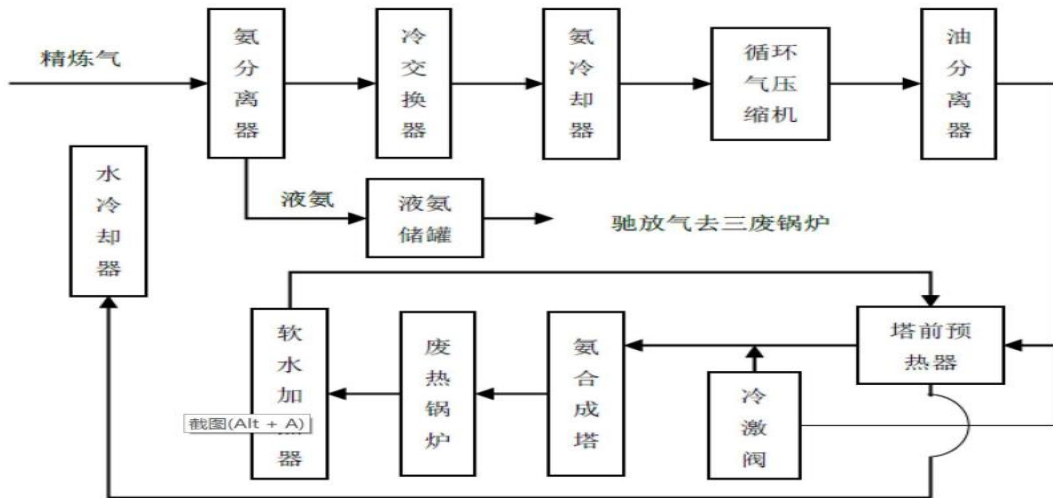 精炼气
氨分离器
冷交换器
氨冷却器
循环
气压
缩机
油分离器
水冷却器
液氨
液氨
储罐
驰放气去三废锅炉
软水加
器
截图(Alt + A)
废热锅炉
氨合成塔
冷激阀
塔前预
热器